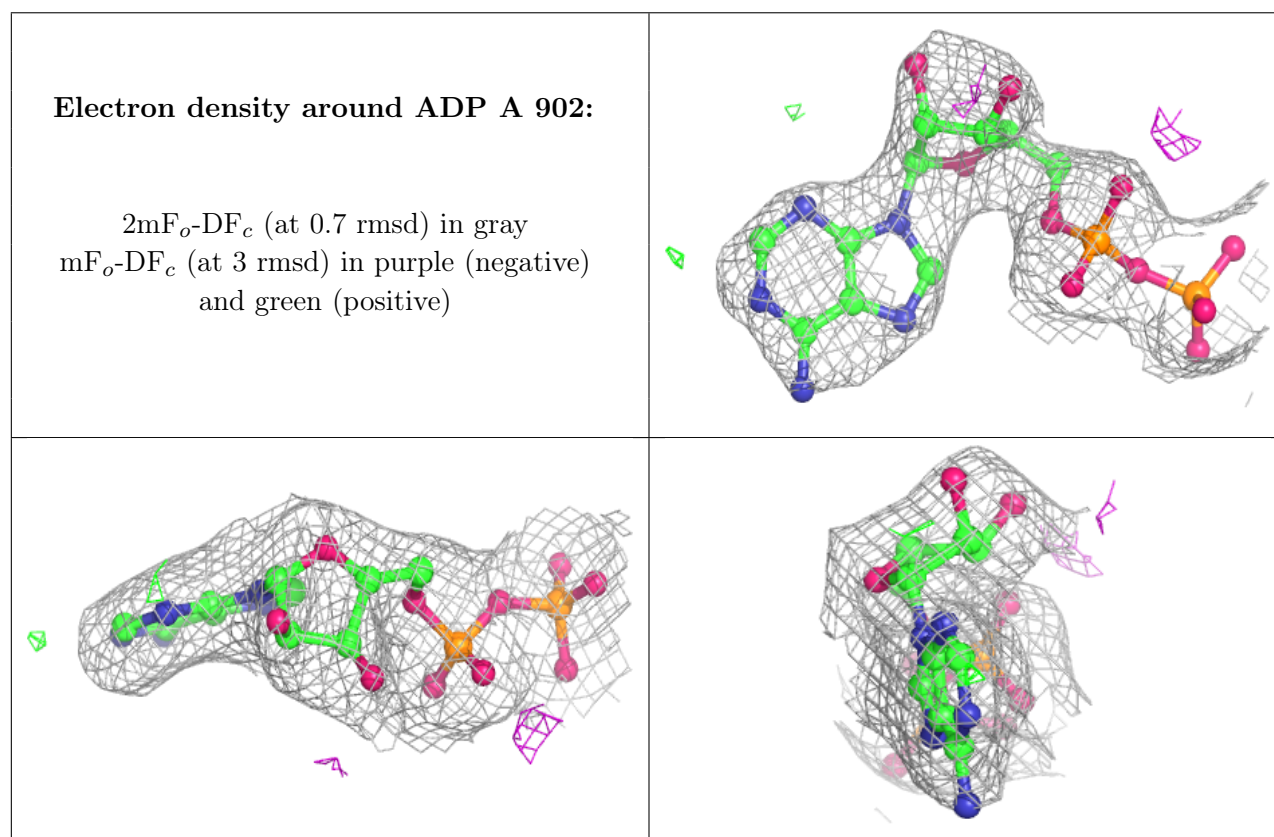 Electron density around ADP A 902:
2mFo-DFc (at 0.7 rmsd) in gray
mFo-DFc (at 3 rmsd) in purple (negative)
and green (positive)